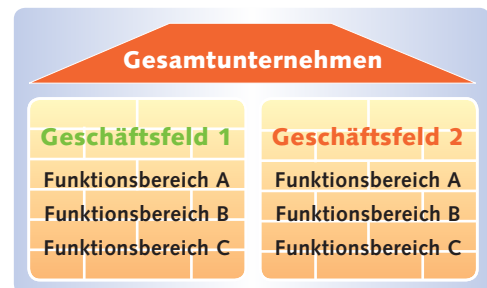 Gesamtunternehmen
Geschäftsfeld 1
Funktionsbereich A
Funktionsbereich B
Funktionsbereich C
Geschäftsfeld 2
Funktionsbereich A
Funktionsbereich B
Funktionsbereich C